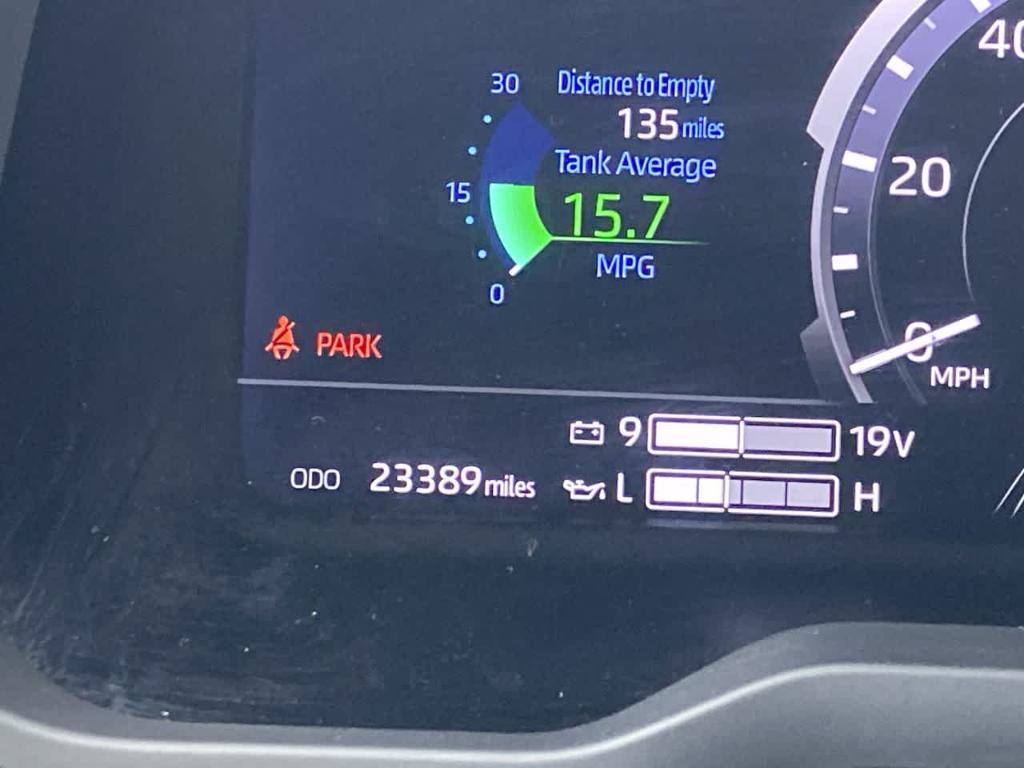 30
Distance to Empty
135 miles
Tank Average
15
15.7
MPG
0
PARK
40
20
0
MPH
9
19V
ODO 23389 miles
L
H